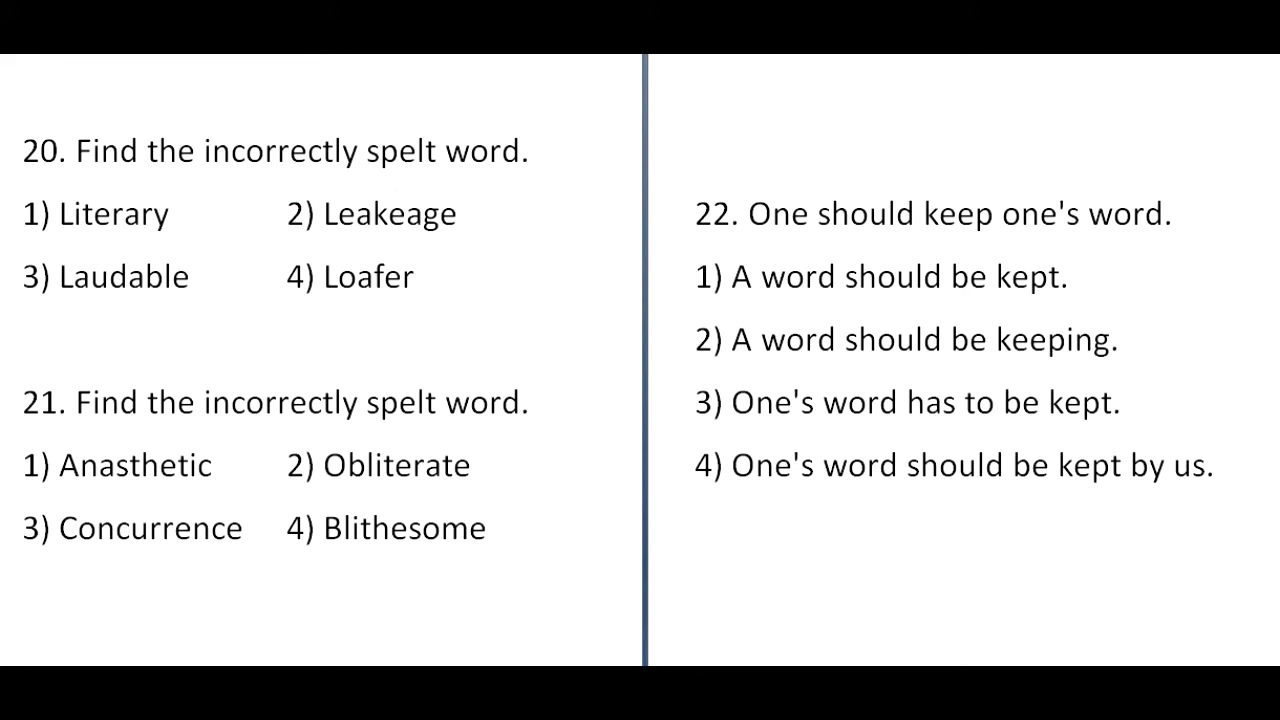 20. Find the incorrectly spelt word.
1) Literary 2) Leakeage
3) Laudable 4) Loafer
21. Find the incorrectly spelt word.
1) Anasthetic 2) Obliterate
3) Concurrence 4) Blithesome
22. One should keep one's word.
1) A word should be kept.
2) A word should be keeping.
3) One's word has to be kept.
4) One's word should be kept by us.